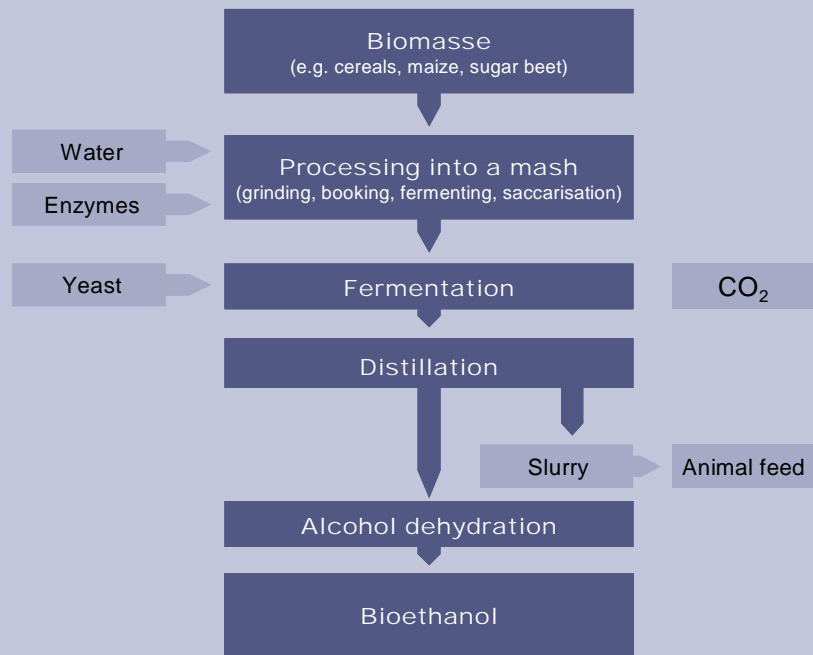 Biomasse
(e.g. cereals, maize, sugar beet)
Water
Processing into a mash
(grinding, booking, fermenting, saccarisation)
Enzymes
Yeast
Fermentation
CO₂
Distillation
Slurry
Animal feed
Alcohol dehydration
Bioethanol